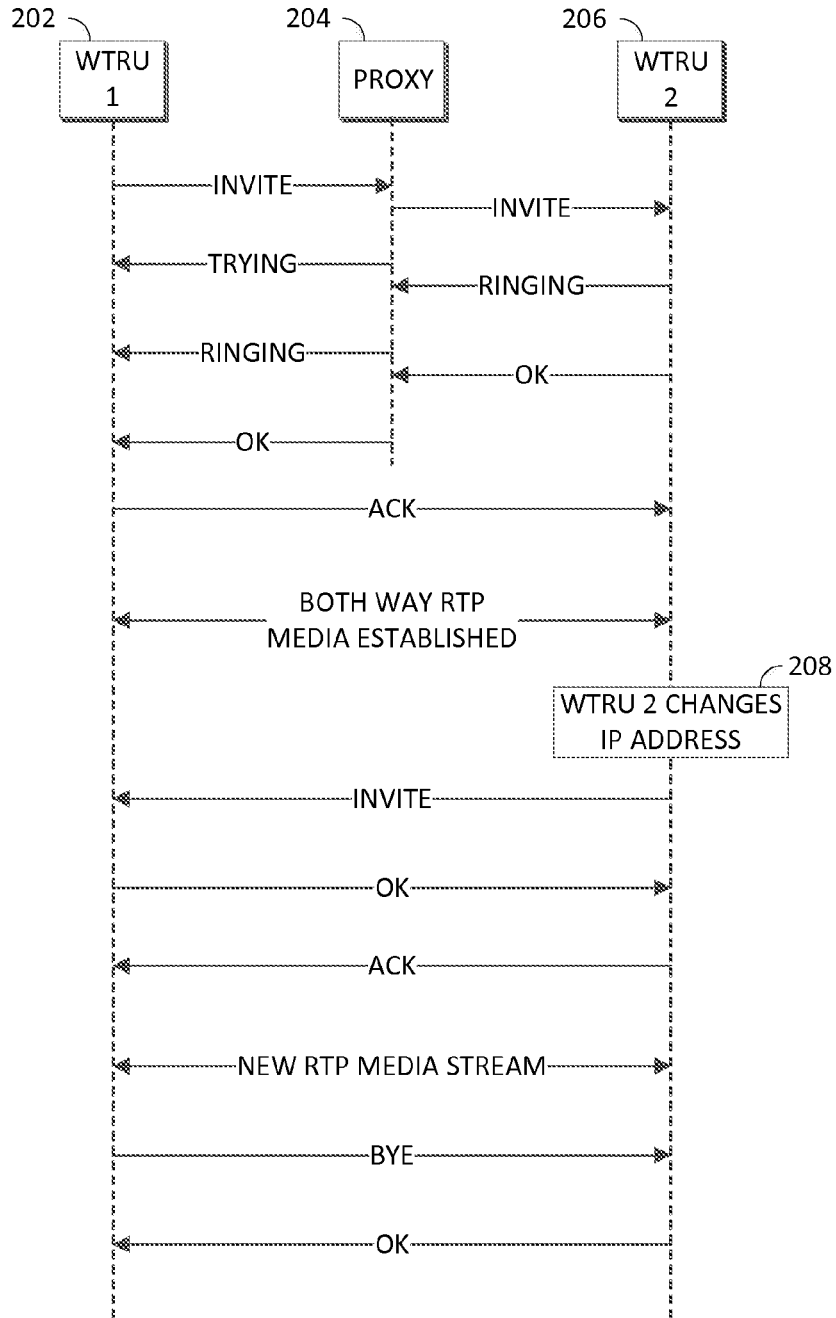 202
204
206
WTRU
1
PROXY
WTRU
2
INVITE
INVITE
TRYING
RINGING
RINGING
OK
OK
ACK
BOTH WAY RTP
MEDIA ESTABLISHED
208
WTRU 2 CHANGES
IP ADDRESS
INVITE
OK
ACK
NEW RTP MEDIA STREAM
BYE
OK